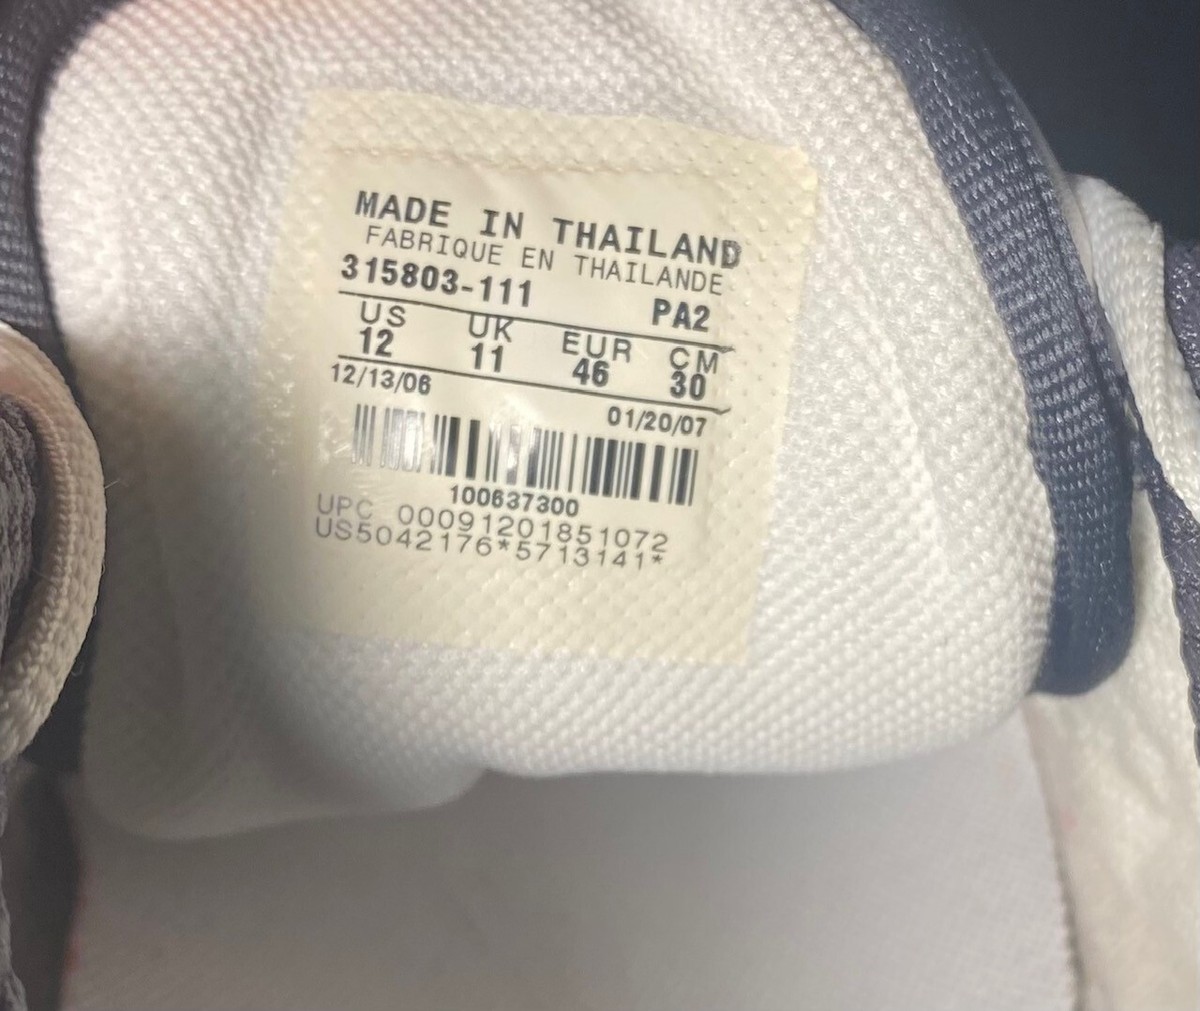 MADE IN THAILAND
FABRIQUE EN THAILANDE
315803-111 PA2
US UK EUR CM
12 11 46 30
12/13/06 01/20/07
100637300
UPC 00091201851072
US5042176*5713141*